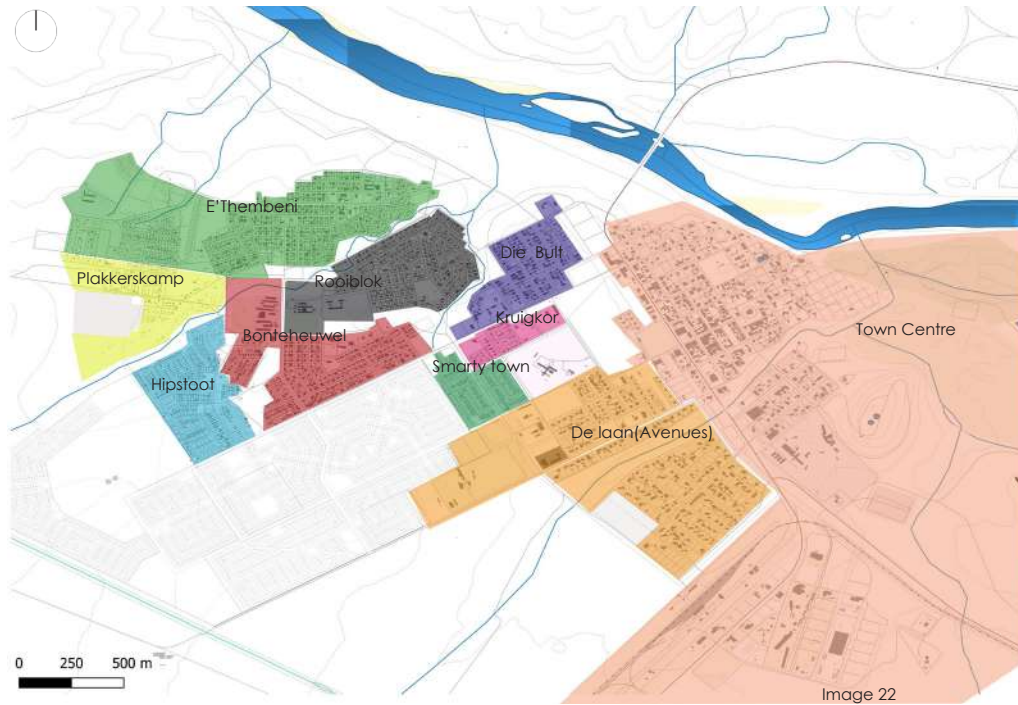 E'Thembeni
Die Bult
Plakkerskamp
Rooiblok
Kruigkor
Town Centre
Bonteheuwel
Smarty town
Hipstoot
De laan(Avenues)
0 250 500 m
Image 22